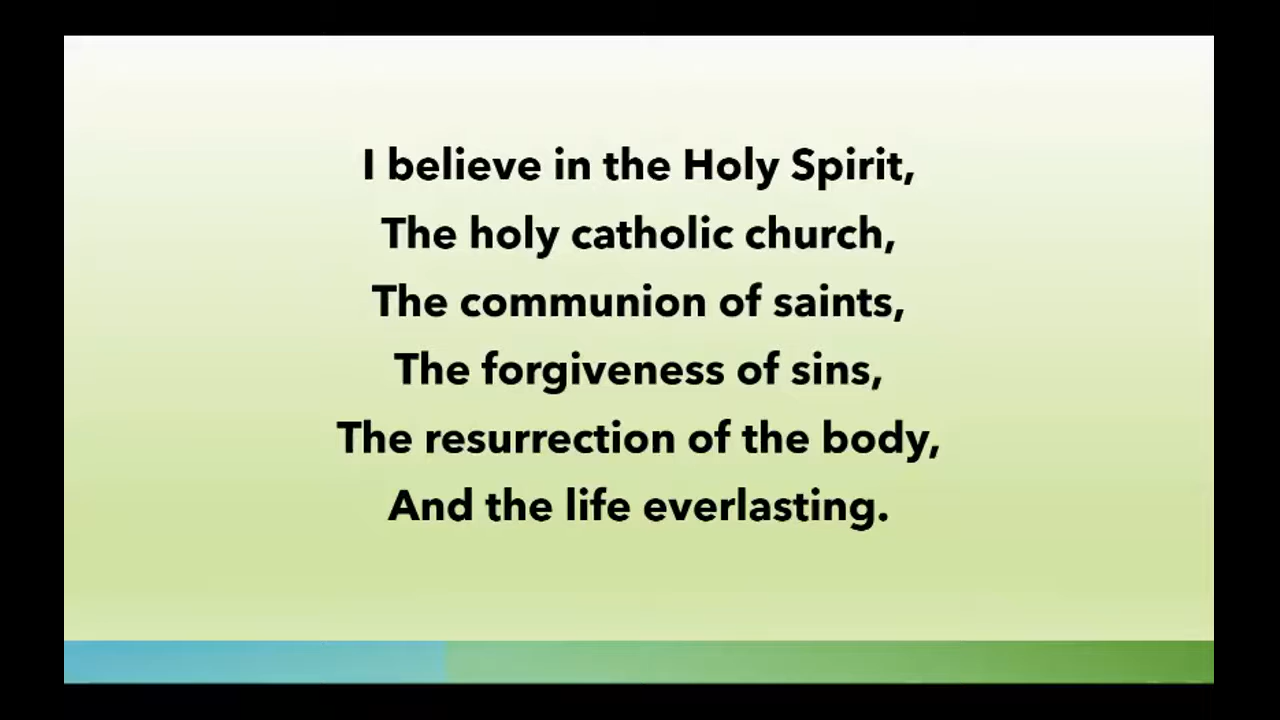 I believe in the Holy Spirit,
The holy catholic church,
The communion of saints,
The forgiveness of sins,
The resurrection of the body,
And the life everlasting.